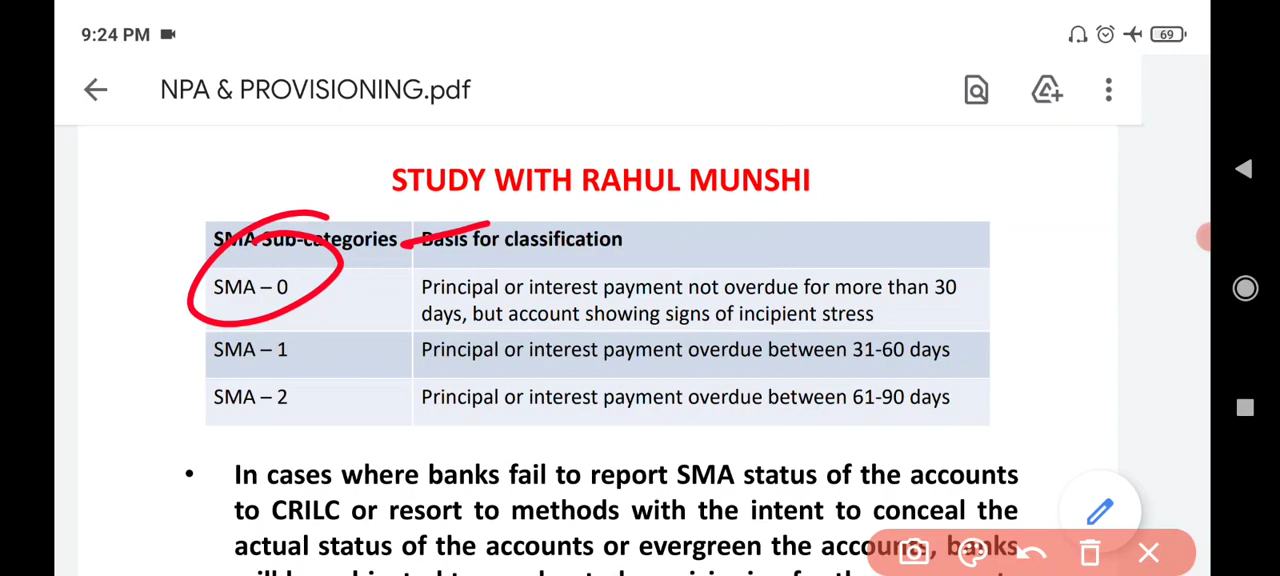 9:24 PM
69
NPA & PROVISIONING.pdf
STUDY WITH RAHUL MUNSHI
SMA Sub-categories Basis for classification
SMA – 0 Principal or interest payment not overdue for more than 30
days, but account showing signs of incipient stress
SMA – 1 Principal or interest payment overdue between 31-60 days
SMA – 2 Principal or interest payment overdue between 61-90 days
• In cases where banks fail to report SMA status of the accounts
to CRILC or resort to methods with the intent to conceal the
actual status of the accounts or evergreen the accounts, banks